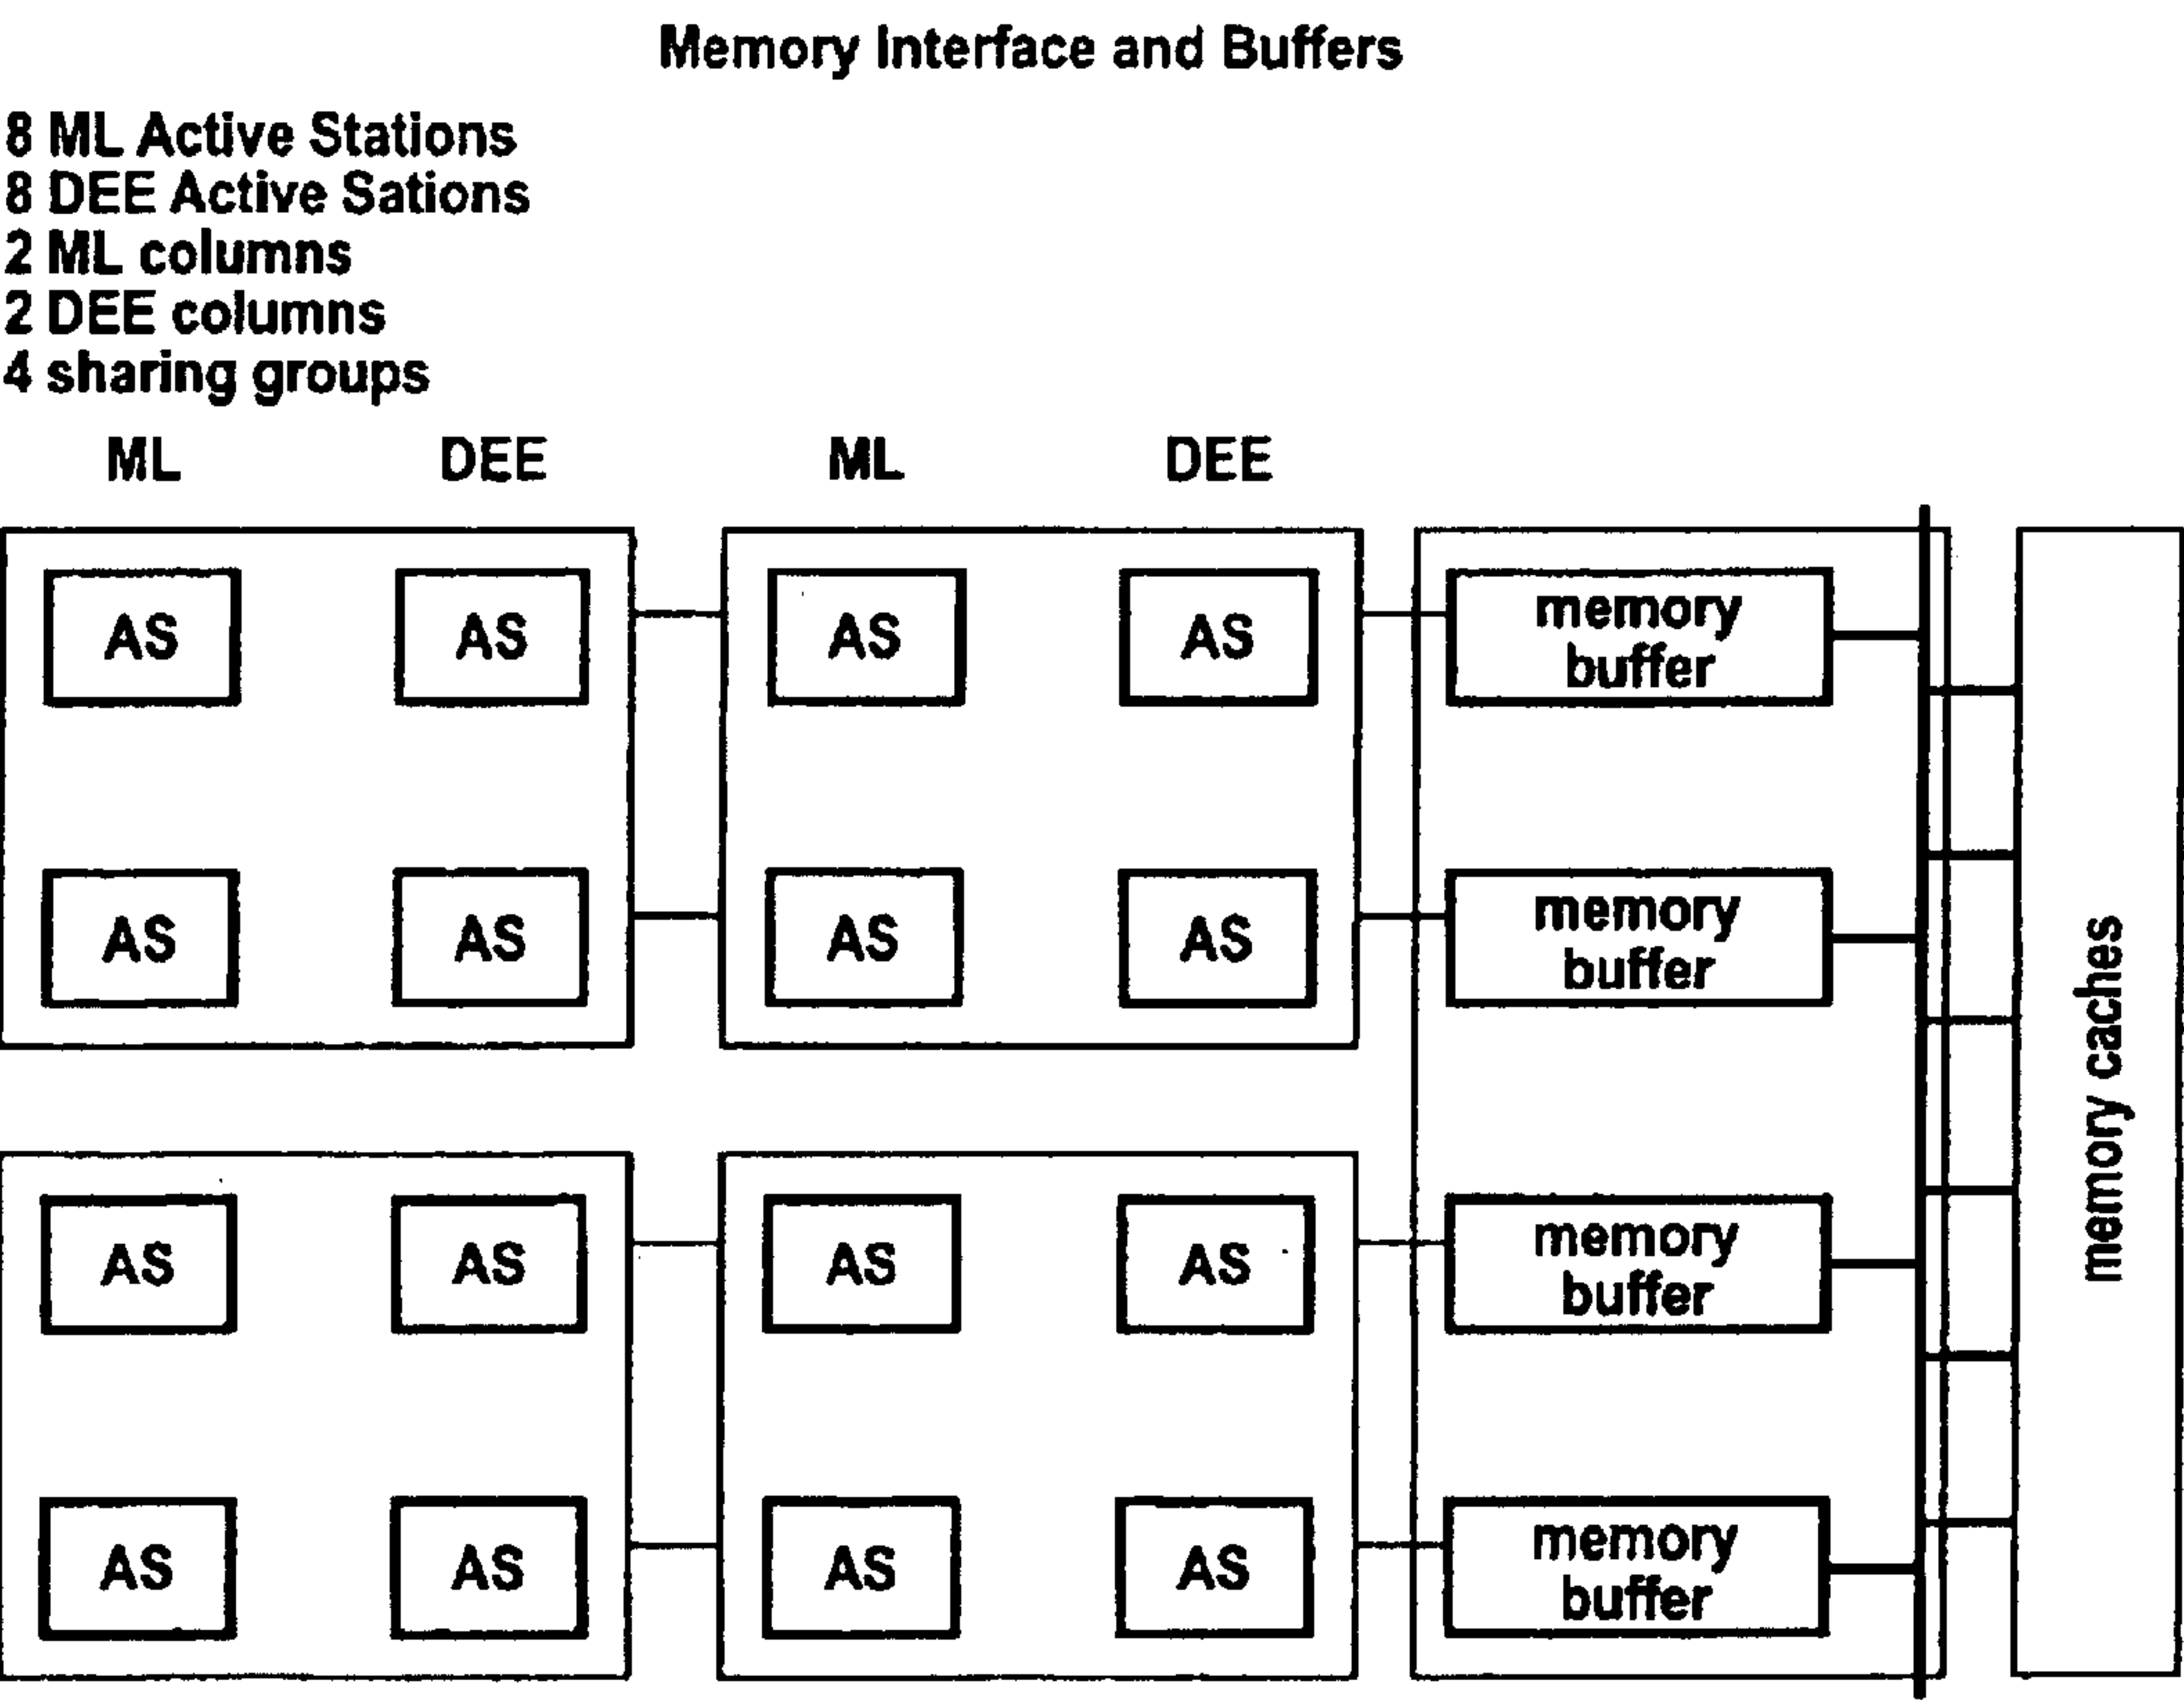 Memory Interface and Buffers
8 ML Active Stations
8 DEE Active Sations
2 ML columns
2 DEE columns
4 sharing groups
ML DEE ML DEE
AS AS AS AS memory
buffer
AS AS AS AS memory
buffer
memory caches
AS AS AS AS memory
buffer
AS AS AS AS memory
buffer